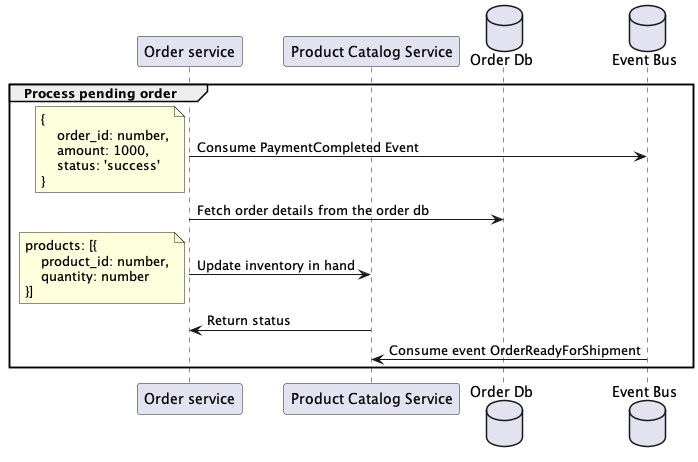 Order service
Product Catalog Service
Order Db
Event Bus
Process pending order
{
order_id: number,
amount: 1000,
status: 'success'
}
Consume PaymentCompleted Event
Fetch order details from the order db
products: [{
product_id: number,
quantity: number
}]
Update inventory in hand
Return status
Consume event OrderReadyForShipment
Order service
Product Catalog Service
Order Db
Event Bus